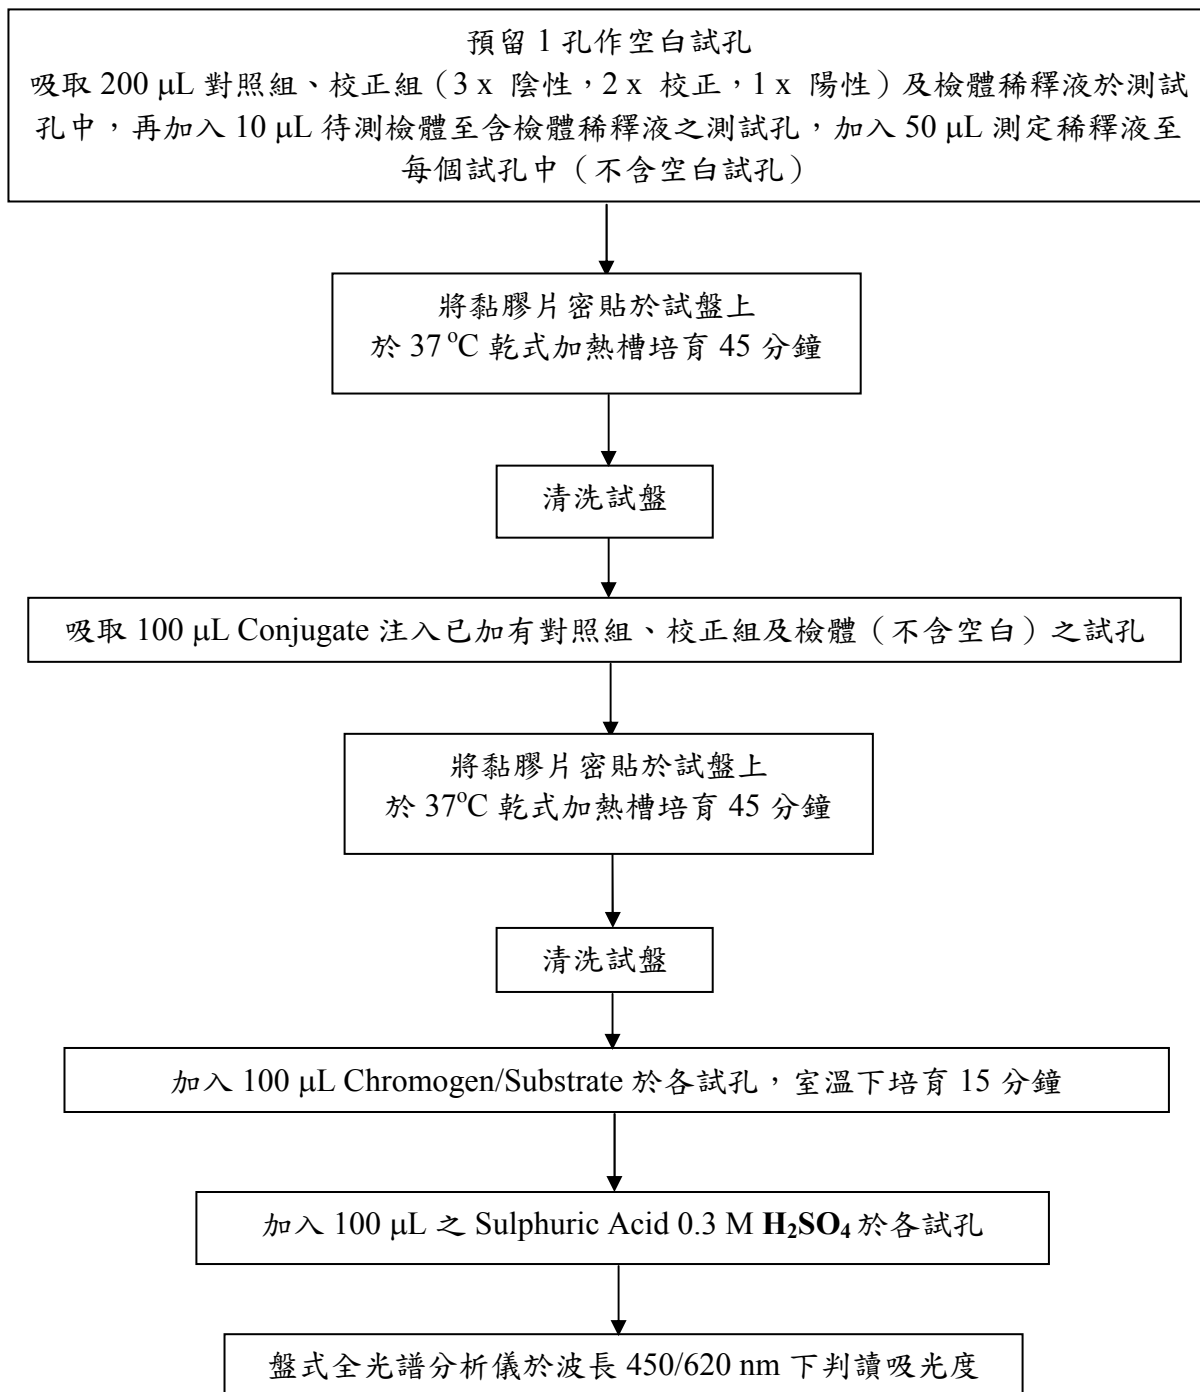 預留 1 孔作空白試孔
吸取 200 μL 對照組、校正組（3 x 陰性，2 x 校正，1 x 陽性）及檢體稀釋液於測試
孔中，再加入 10 μL 待測檢體至含檢體稀釋液之測試孔，加入 50 μL 測定稀釋液至
每個試孔中（不含空白試孔）
將黏膠片密貼於試盤上
於 37 °C 乾式加熱槽培育 45 分鐘
清洗試盤
吸取 100 μL Conjugate 注入已加有對照組、校正組及檢體（不含空白）之試孔
將黏膠片密貼於試盤上
於 37°C 乾式加熱槽培育 45 分鐘
清洗試盤
加入 100 μL Chromogen/Substrate 於各試孔，室溫下培育 15 分鐘
加入 100 μL 之 Sulphuric Acid 0.3 M H₂SO₄ 於各試孔
盤式全光譜分析儀於波長 450/620 nm 下判讀吸光度